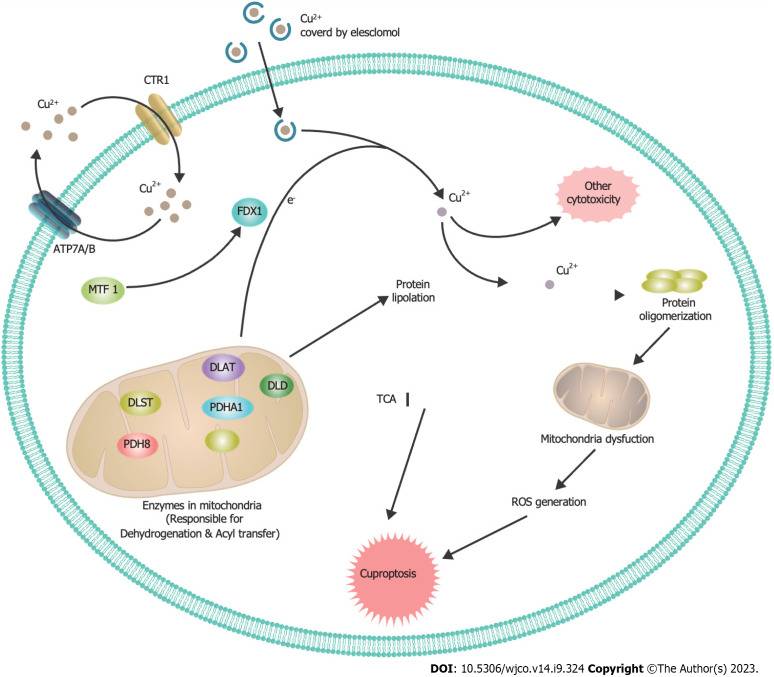 Cu2+
coverd by elesclomol
CTR1
Cu2+
Cu2+
ATP7A/B
FDX1
e-
Cu2+
Other
cytotoxicity
MTF 1
Protein
lipolation
Cu2+
Protein
oligomerization
DLAT
DLD
DLST
PDHA1
PDH8
TCA
Mitochondria dysfuction
Enzymes in mitochondria
(Responsible for
Dehydrogenation & Acyl transfer)
ROS generation
Cuproptosis
DOI: 10.5306/wjco.v14.i9.324 Copyright ©The Author(s) 2023.